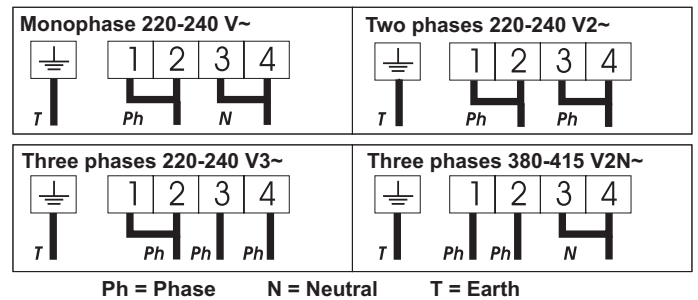 Monophase 220-240 V~
1 2 3 4
T Ph N
Two phases 220-240 V2~
1 2 3 4
T Ph Ph
Three phases 220-240 V3~
1 2 3 4
T Ph Ph Ph
Three phases 380-415 V2N~
1 2 3 4
T Ph Ph N
Ph = Phase N = Neutral T = Earth